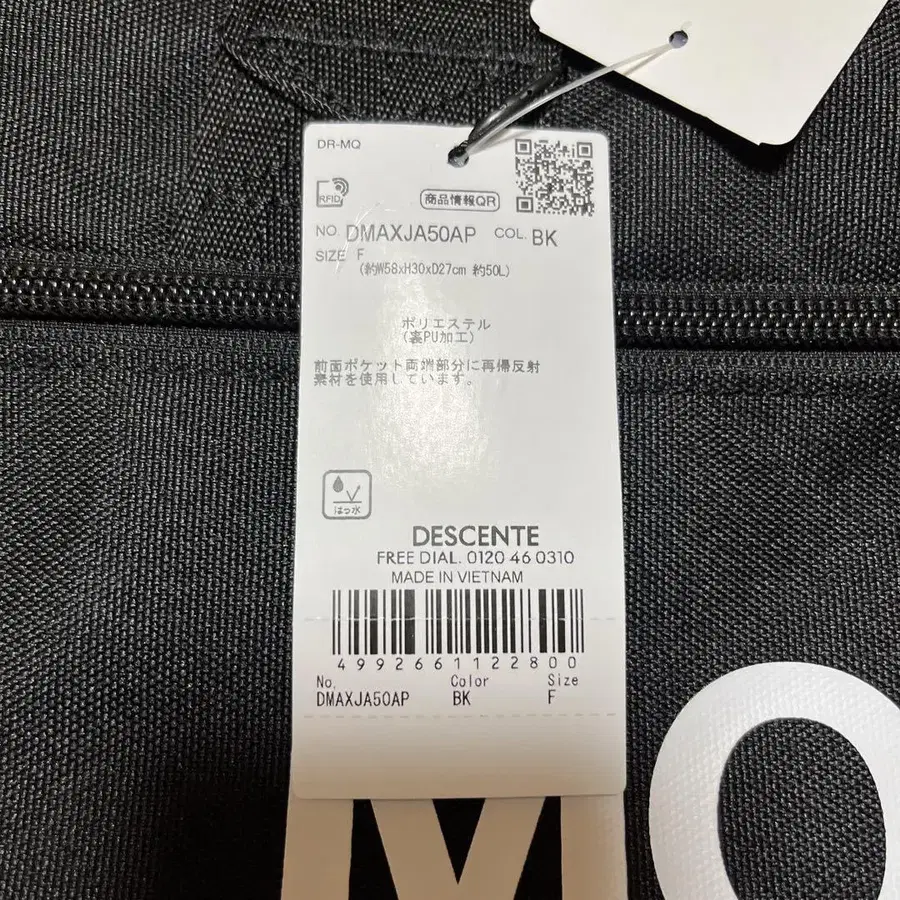 DR-MQ
RFID
商品情報QR
NO. DMAXJA50AP COL. BK
SIZE F
(約W58xH30xD27cm 約50L)
ポリエステル
(裏PU加工)
前面ポケット両端部分に再帰反射
素材を使用しています。
はっ水
DESCENTE
FREE DIAL. 0120 46 0310
MADE IN VIETNAM
4992661122800
No. Color Size
DMAXJA50AP BK F
MO